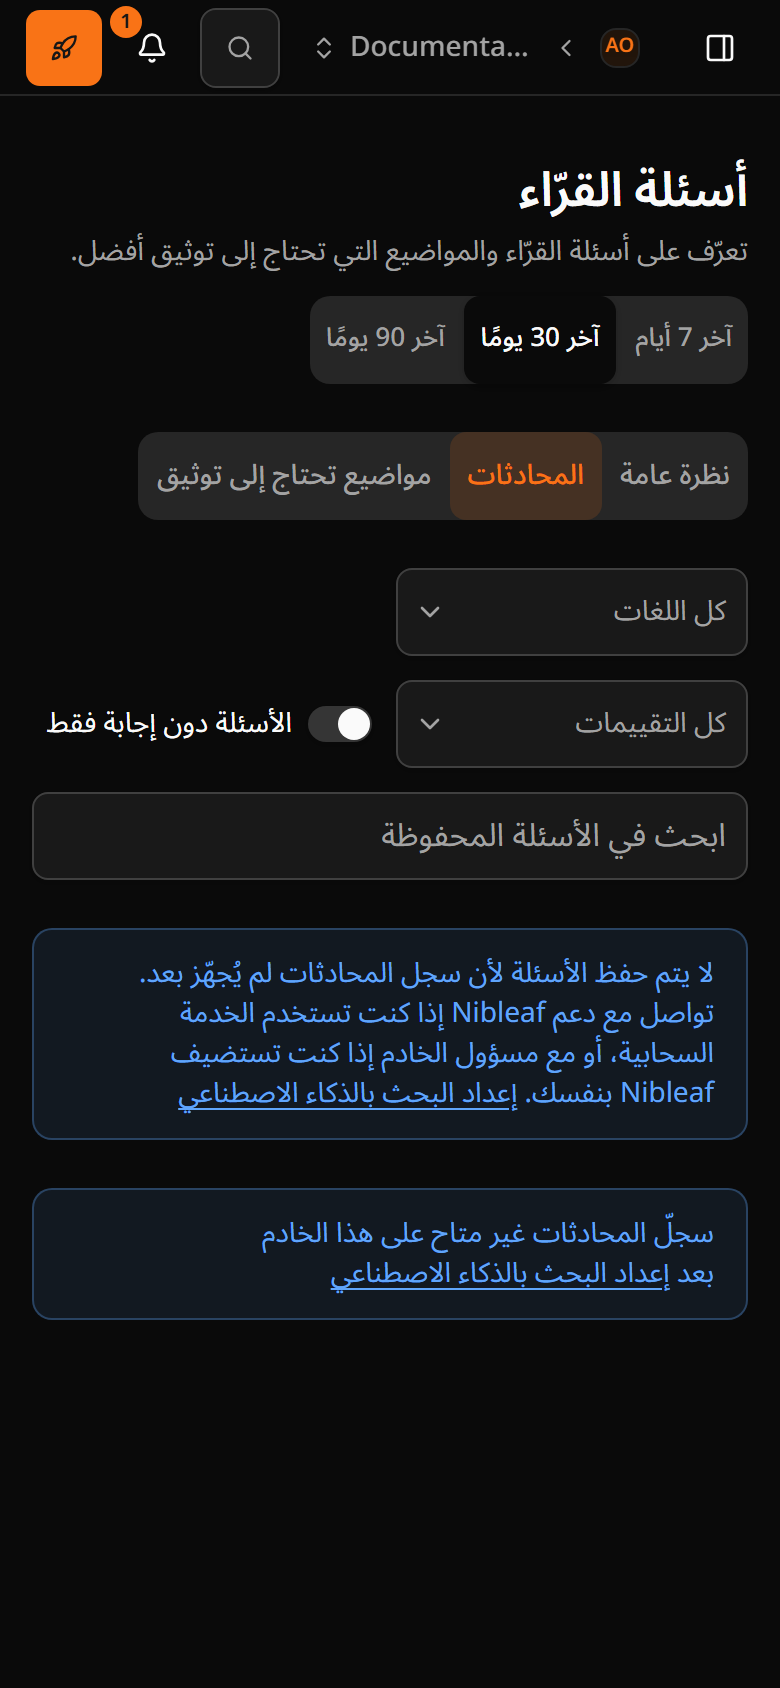 AO
Documenta...
1
أسئلة القرّاء
تعرّف على أسئلة القرّاء والمواضيع التي تحتاج إلى توثيق أفضل.
آخر 7 أيام
آخر 30 يومًا
آخر 90 يومًا
نظرة عامة
المحادثات
مواضيع تحتاج إلى توثيق
كل اللغات
كل التقييمات
الأسئلة دون إجابة فقط
ابحث في الأسئلة المحفوظة
لا يتم حفظ الأسئلة لأن سجل المحادثات لم يُجهّز بعد.
تواصل مع دعم Nibleaf إذا كنت تستخدم الخدمة
السحابية، أو مع مسؤول الخادم إذا كنت تستضيف
Nibleaf بنفسك. إعداد البحث بالذكاء الاصطناعي
سجلّ المحادثات غير متاح على هذا الخادم
بعد إعداد البحث بالذكاء الاصطناعي